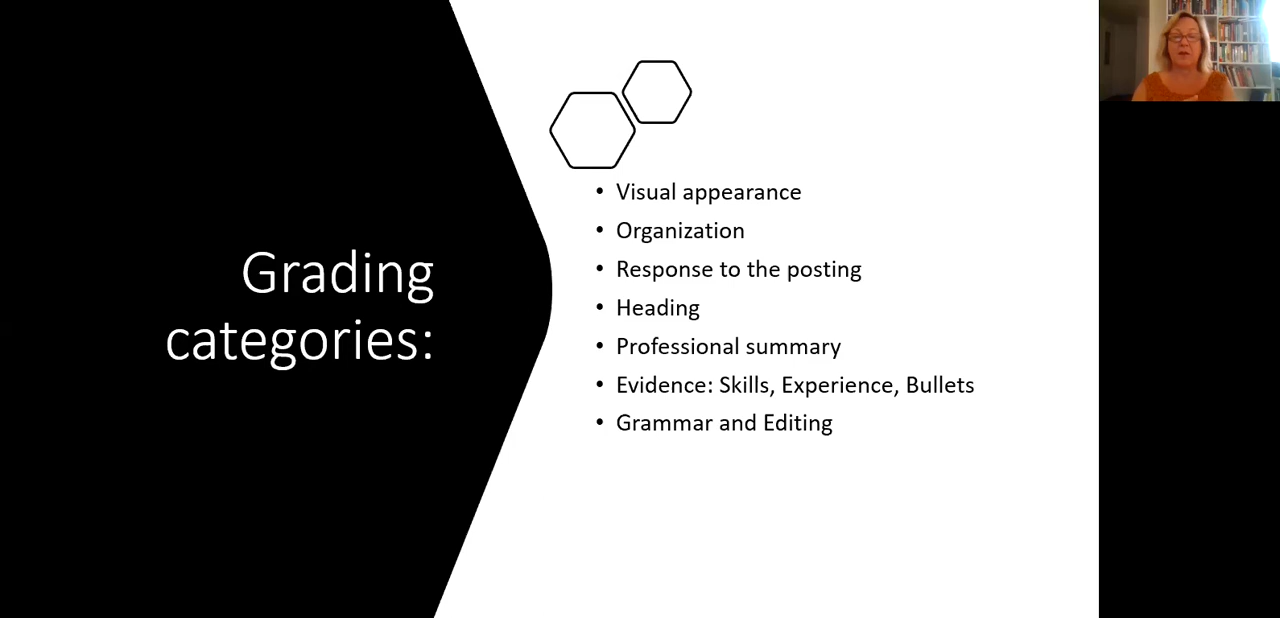 Grading
categories:
• Visual appearance
• Organization
• Response to the posting
• Heading
• Professional summary
• Evidence: Skills, Experience, Bullets
• Grammar and Editing